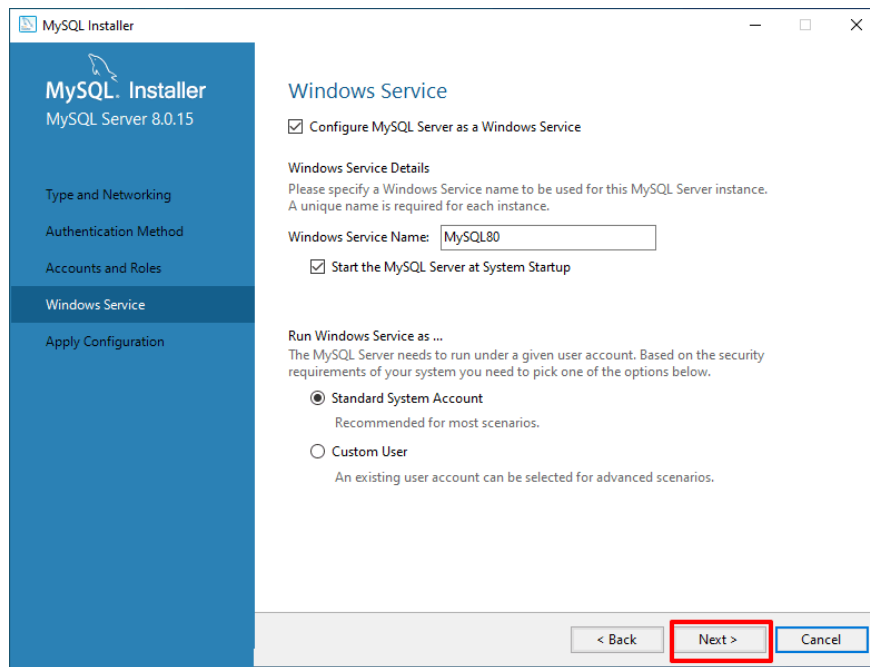 MySQL Installer
MySQL. Installer
MySQL Server 8.0.15
Type and Networking
Authentication Method
Accounts and Roles
Windows Service
Apply Configuration
Windows Service
Configure MySQL Server as a Windows Service
Windows Service Details
Please specify a Windows Service name to be used for this MySQL Server instance.
A unique name is required for each instance.
Windows Service Name: MySQL80
Start the MySQL Server at System Startup
Run Windows Service as ...
The MySQL Server needs to run under a given user account. Based on the security
requirements of your system you need to pick one of the options below.
Standard System Account
Recommended for most scenarios.
Custom User
An existing user account can be selected for advanced scenarios.
< Back Next > Cancel